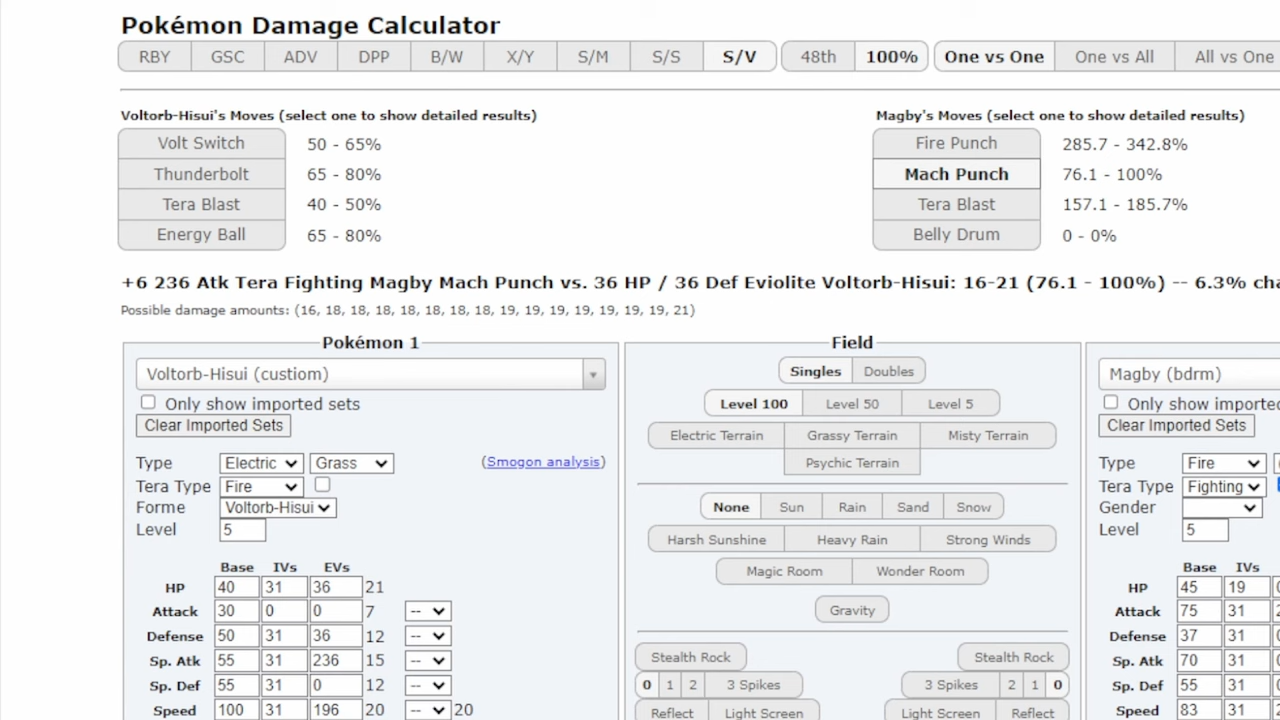 Pokémon Damage Calculator
RBY GSC ADV DPP B/W X/Y S/M S/S S/V 48th 100% One vs One One vs All All vs One
Voltorb-Hisui's Moves (select one to show detailed results) Magby's Moves (select one to show detailed results)
Volt Switch 50 - 65% Fire Punch 285.7 - 342.8%
Thunderbolt 65 - 80% Mach Punch 76.1 - 100%
Tera Blast 40 - 50% Tera Blast 157.1 - 185.7%
Energy Ball 65 - 80% Belly Drum 0 - 0%
+6 236 Atk Tera Fighting Magby Mach Punch vs. 36 HP / 36 Def Eviolite Voltorb-Hisui: 16-21 (76.1 - 100%) -- 6.3% cha
Possible damage amounts: (16, 18, 18, 18, 18, 18, 18, 18, 19, 19, 19, 19, 19, 19, 19, 21)
Pokémon 1 Field
Voltorb-Hisui (custiom) Singles Doubles Magby (bdrm)
Only show imported sets Level 100 Level 50 Level 5 Only show importe
Clear Imported Sets Electric Terrain Grassy Terrain Misty Terrain Clear Imported Sets
Type Electric Grass (Smogon analysis) Psychic Terrain Type Fire
Tera Type Fire Tera Type Fighting
Forme Voltorb-Hisui None Sun Rain Sand Snow Gender
Level 5 Harsh Sunshine Heavy Rain Strong Winds Level 5
Base IVs EVs Magic Room Wonder Room Base IVs
HP 40 31 36 21 HP 45 19
Attack 30 0 0 7 -- Gravity Attack 75 31
Defense 50 31 36 12 -- Defense 37 31
Sp. Atk 55 31 236 15 -- Stealth Rock Stealth Rock Sp. Atk 70 31
Sp. Def 55 31 0 12 -- 0 1 2 3 Spikes 3 Spikes 2 1 0 Sp. Def 55 31
Speed 100 31 196 20 -- 20 Reflect Light Screen Light Screen Reflect Speed 83 31